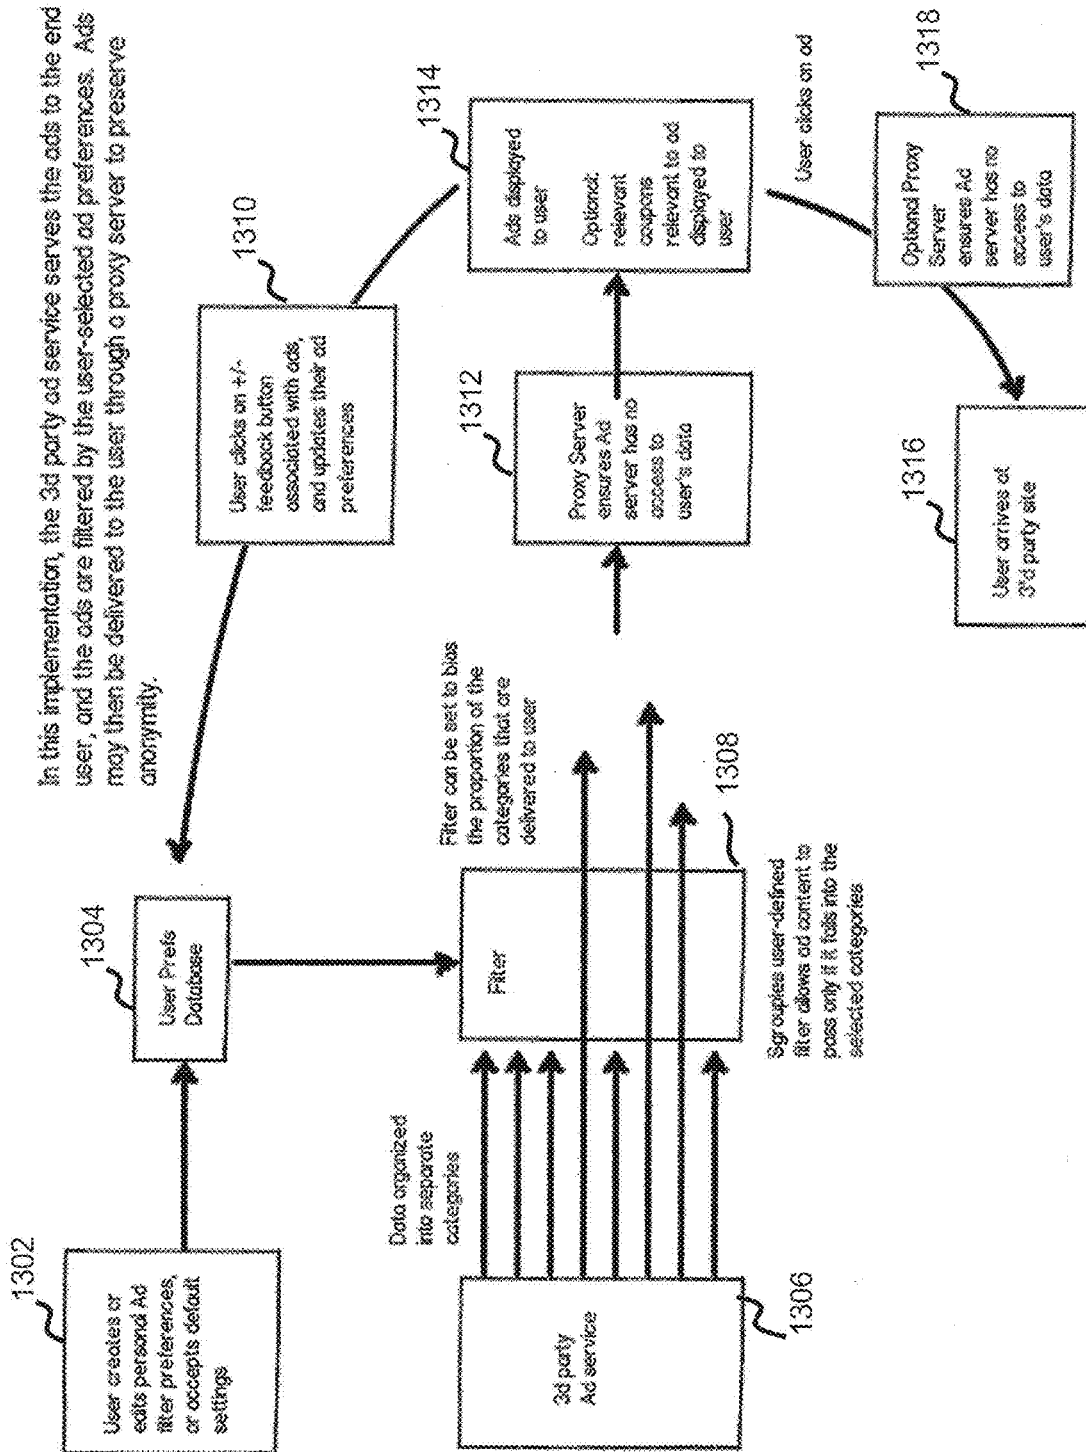 In this implementation, the 3d party ad service serves the ads to the end
user, and the ads are filtered by the user-selected ad preferences. Ads
may then be delivered to the user through a proxy server to preserve
anonymity.
1302
User creates or
edits personal Ad
filter preferences,
or accepts default
settings
1304
User Prefs
Database
1310
User clicks on +/-
feedback button
associated with ads,
and updates their ad
preferences
1306
3d party
Ad service
Data organized
into separate
categories
Filter
1308
Filter can be set to bias
the proportion of the
categories that are
delivered to user
Sgroupies user-defined
filter allows ad content to
pass only if it falls into the
selected categories
1312
Proxy Server
ensures Ad
server has no
access to
user's data
1314
Ads displayed
to user
Optional:
relevant
coupons
relevant to ad
displayed to
user
User clicks on ad
1316
User arrives at
3'd party site
1318
Optional Proxy
Server
ensures Ad
server has no
access to
user's data